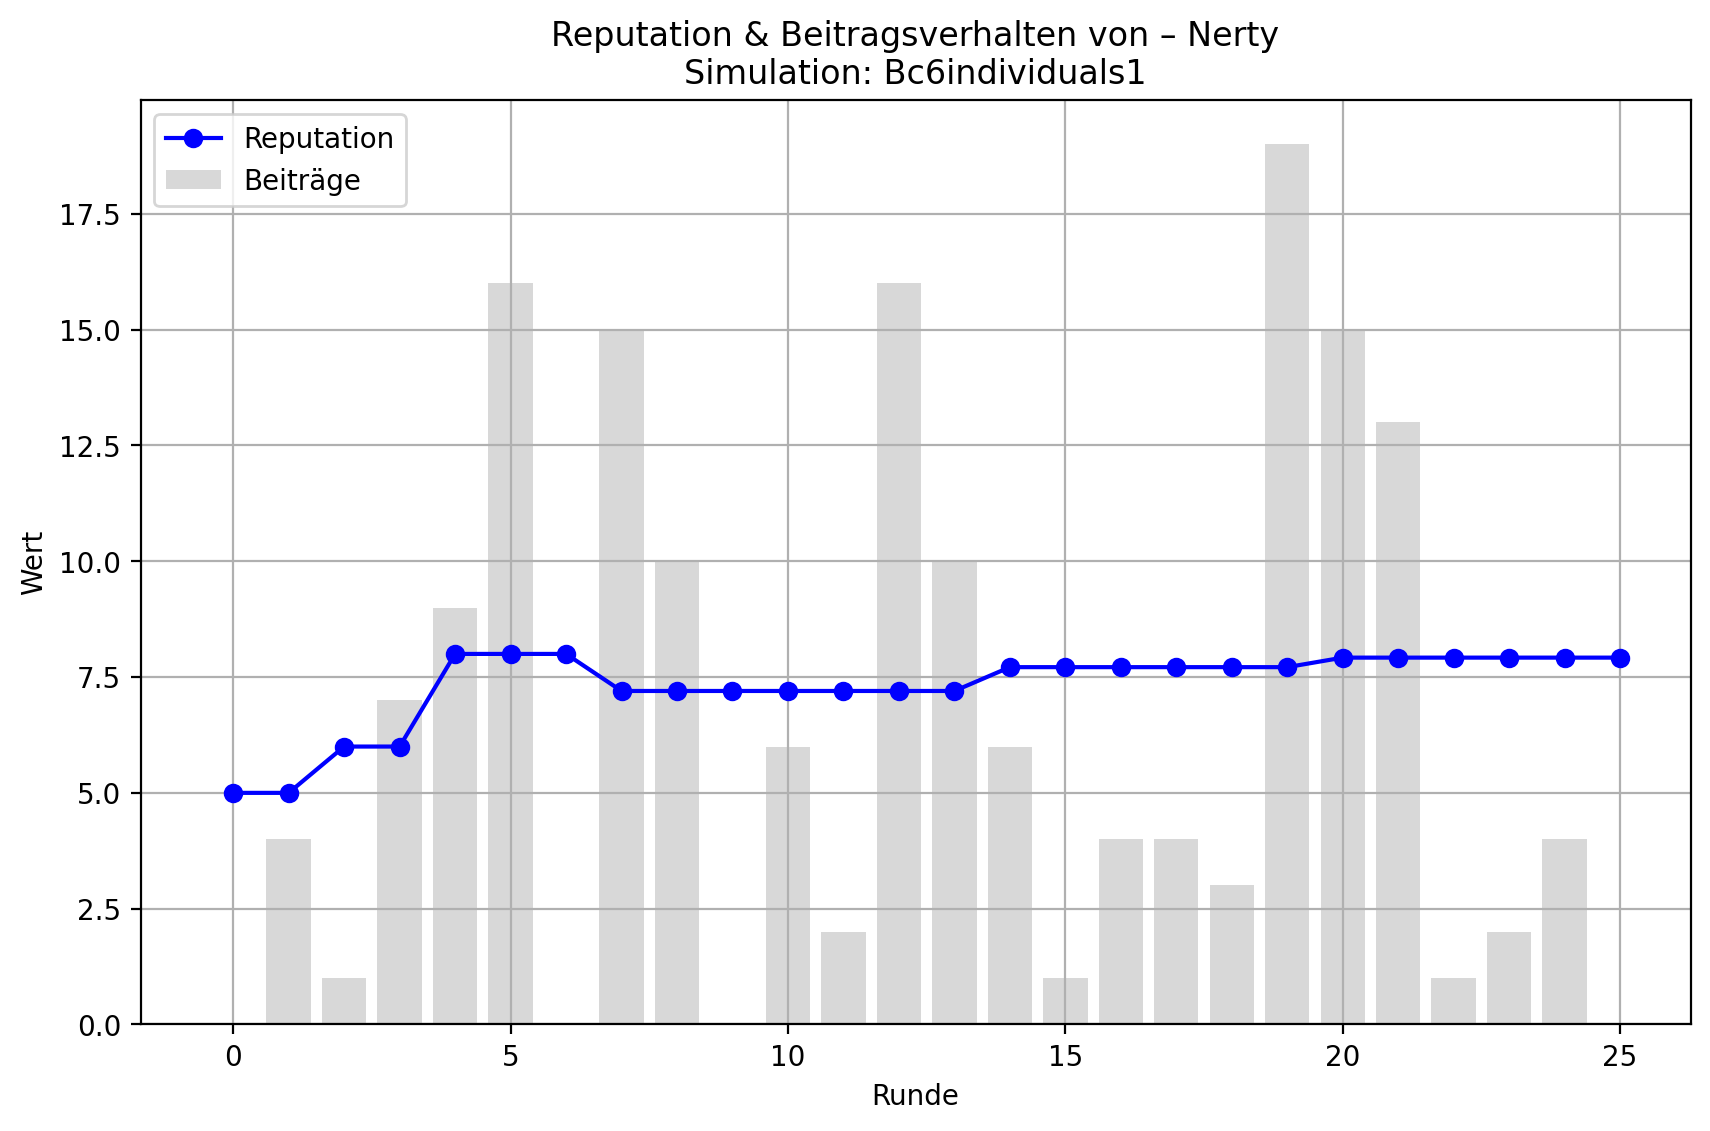 Reputation & Beitragsverhalten von – Nerty
Simulation: Bc6individuals1
Reputation
Beiträge
17.5
15.0
12.5
10.0
7.5
5.0
2.5
0.0
Wert
0 5 10 15 20 25
Runde